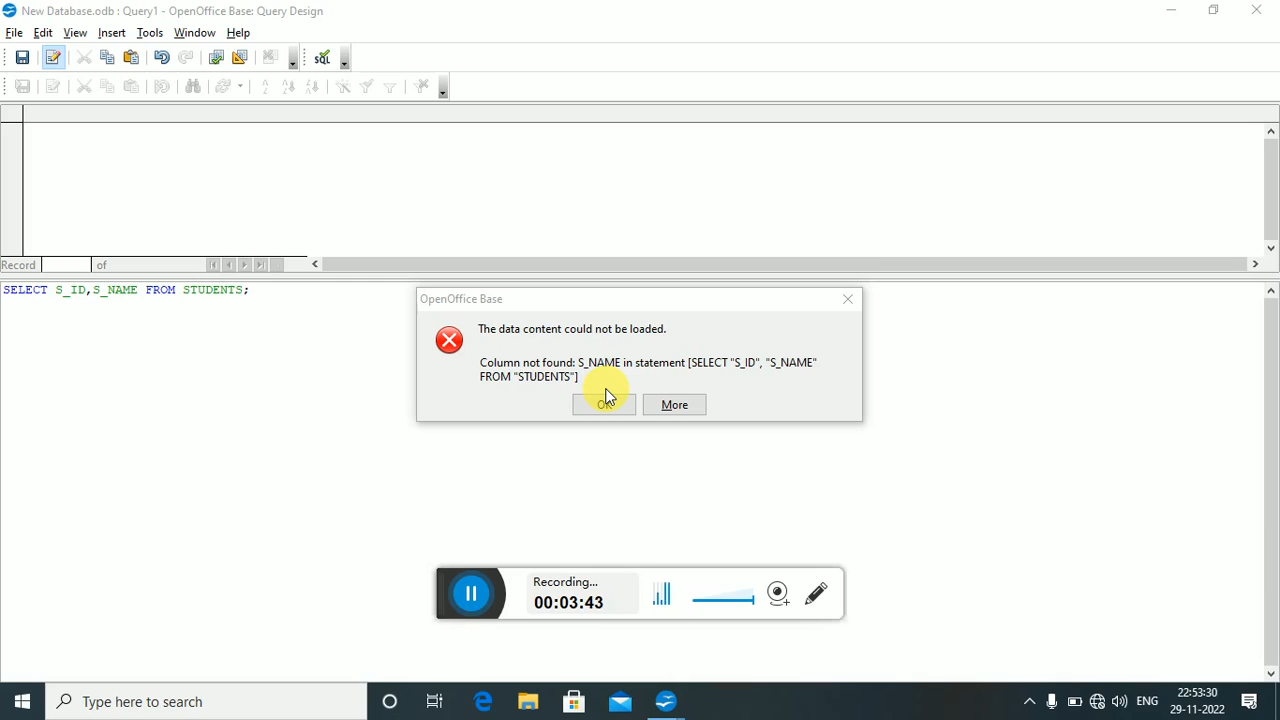 New Database.odb : Query1 - OpenOffice Base: Query Design
File Edit View Insert Tools Window Help
SQL
Record of
SELECT S_ID,S_NAME FROM STUDENTS;
OpenOffice Base
The data content could not be loaded.
Column not found: S_NAME in statement [SELECT "S_ID", "S_NAME"
FROM "STUDENTS"]
OK More
Recording...
00:03:43
Type here to search
ENG
22:53:30
29-11-2022